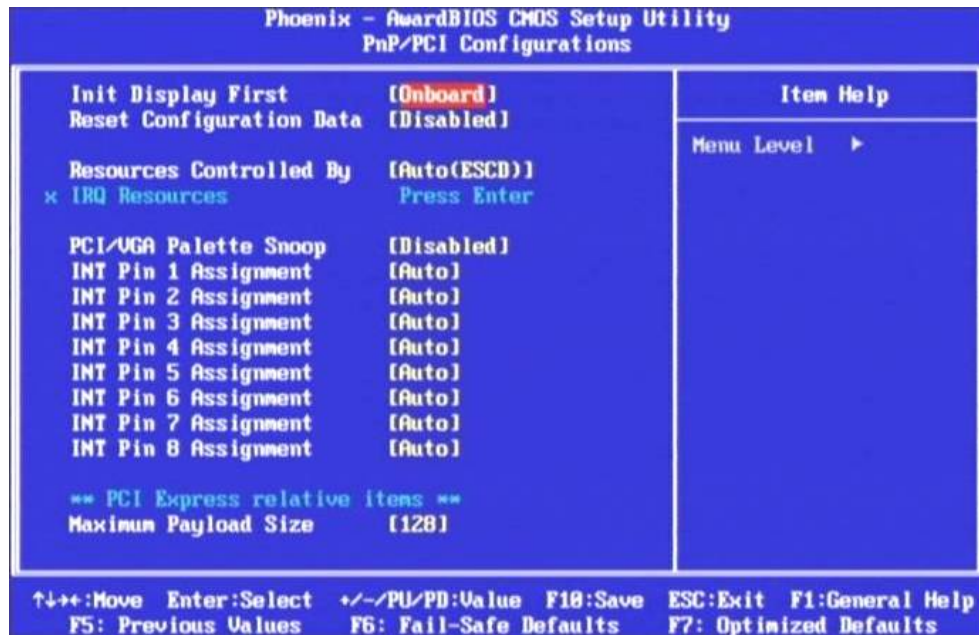 Phoenix - AwardBIOS CMOS Setup Utility
PnP/PCI Configurations
Init Display First [Onboard]
Reset Configuration Data [Disabled]
Resources Controlled By [Auto(ESCD)]
x IRQ Resources Press Enter
PCI/VGA Palette Snoop [Disabled]
INT Pin 1 Assignment [Auto]
INT Pin 2 Assignment [Auto]
INT Pin 3 Assignment [Auto]
INT Pin 4 Assignment [Auto]
INT Pin 5 Assignment [Auto]
INT Pin 6 Assignment [Auto]
INT Pin 7 Assignment [Auto]
INT Pin 8 Assignment [Auto]
** PCI Express relative items **
Maximum Payload Size [128]
Item Help
Menu Level ►
↑↓→←:Move Enter:Select +/-/PU/PD:Value F10:Save ESC:Exit F1:General Help
F5: Previous Values F6: Fail-Safe Defaults F7: Optimized Defaults